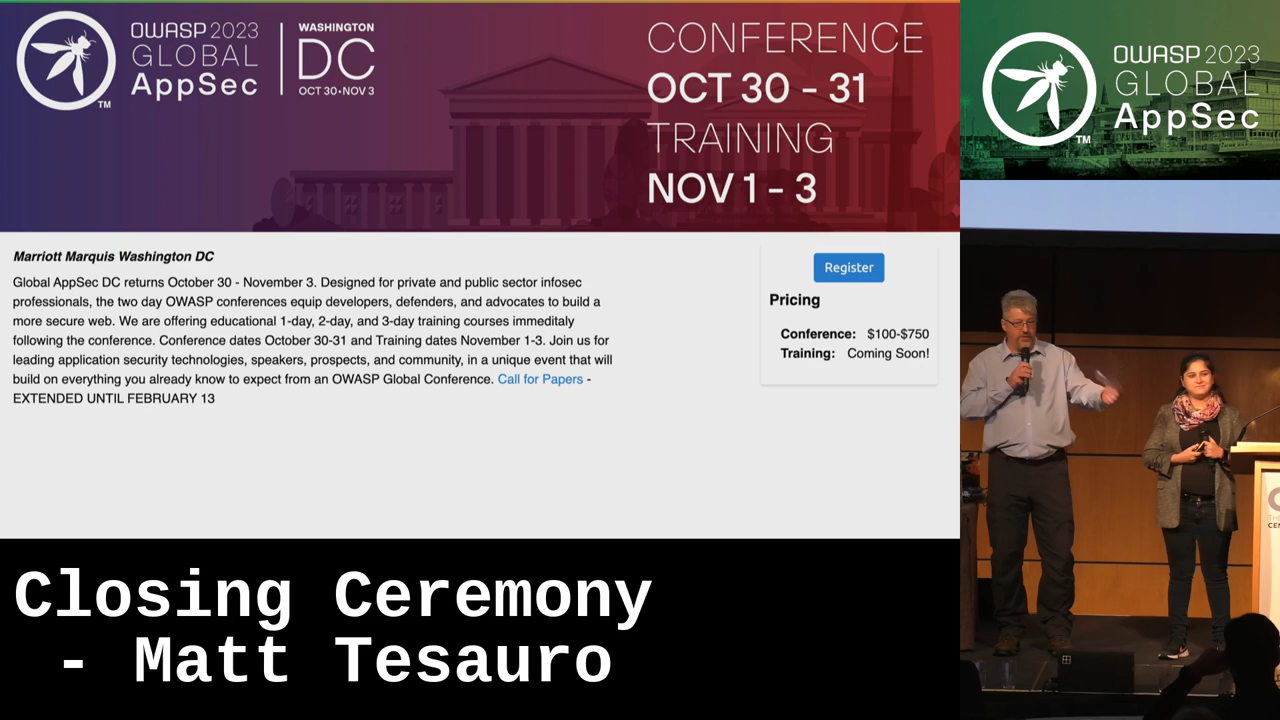 OWASP 2023
GLOBAL
AppSec
TM
WASHINGTON
DC
OCT 30•NOV 3
CONFERENCE
OCT 30 - 31
TRAINING
NOV 1 - 3
OWASP 2023
GLOBAL
AppSec
TM
Marriott Marquis Washington DC
Global AppSec DC returns October 30 - November 3. Designed for private and public sector infosec
professionals, the two day OWASP conferences equip developers, defenders, and advocates to build a
more secure web. We are offering educational 1-day, 2-day, and 3-day training courses immeditaly
following the conference. Conference dates October 30-31 and Training dates November 1-3. Join us for
leading application security technologies, speakers, prospects, and community, in a unique event that will
build on everything you already know to expect from an OWASP Global Conference. Call for Papers -
EXTENDED UNTIL FEBRUARY 13
Register
Pricing
Conference: $100-$750
Training: Coming Soon!
Closing Ceremony
- Matt Tesauro